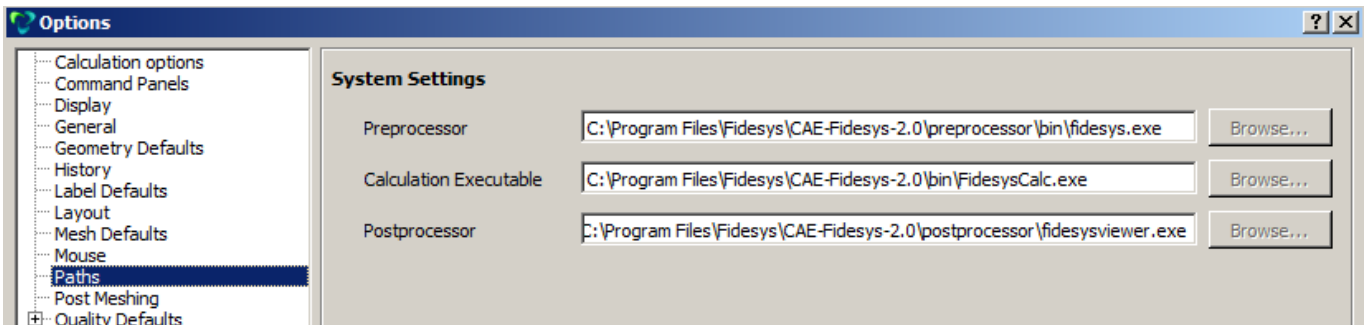 Options
Calculation options
Command Panels
Display
General
Geometry Defaults
History
Label Defaults
Layout
Mesh Defaults
Mouse
Paths
Post Meshing
Quality Defaults
System Settings
Preprocessor C:\Program Files\Fidesys\CAE-Fidesys-2.0\preprocessor\bin\fidesys.exe Browse...
Calculation Executable C:\Program Files\Fidesys\CAE-Fidesys-2.0\bin\FidesysCalc.exe Browse...
Postprocessor C:\Program Files\Fidesys\CAE-Fidesys-2.0\postprocessor\fidesysviewer.exe Browse...